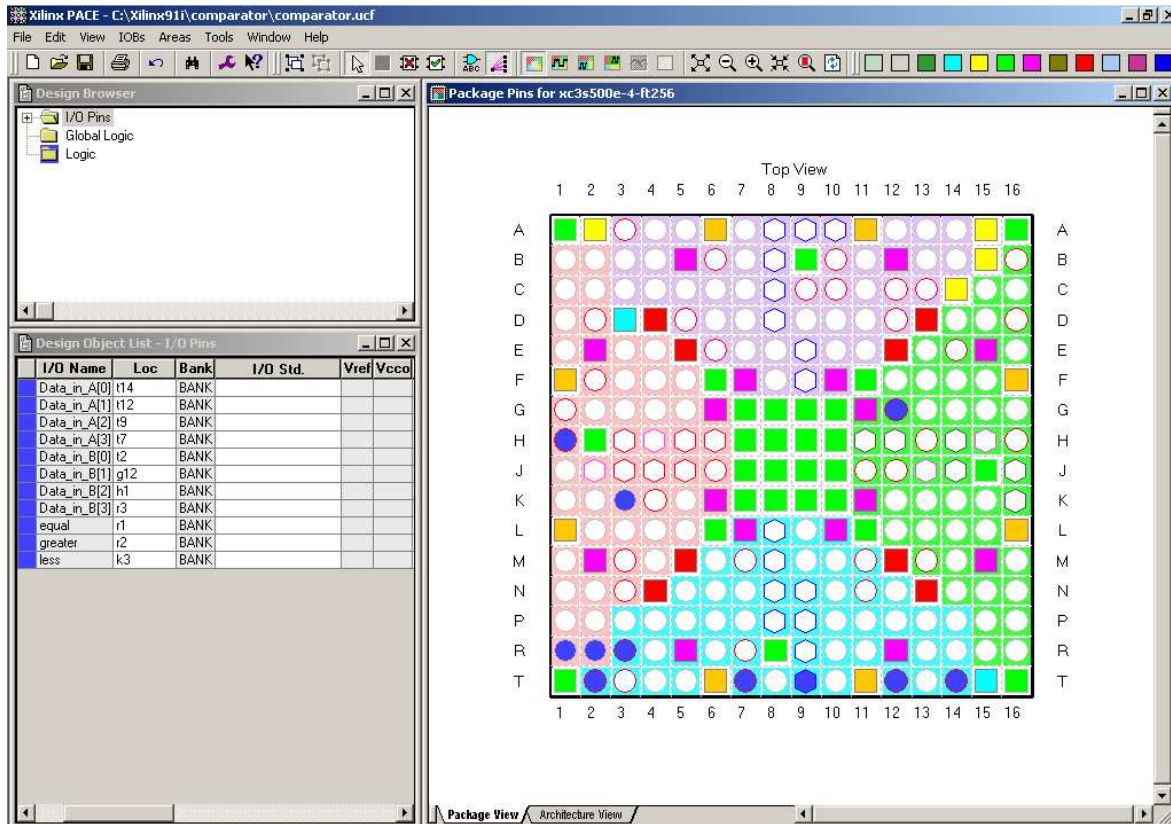 Xilinx PACE - C:\Xilinx91i\comparator\comparator.ucf
File Edit View IOBs Areas Tools Window Help
ABC
Design Browser
I/O Pins
Global Logic
Logic
Design Object List - I/O Pins
I/O Name Loc Bank I/O Std. Vref Vcco
Data_in_A[0] t14 BANK
Data_in_A[1] t12 BANK
Data_in_A[2] t9 BANK
Data_in_A[3] t7 BANK
Data_in_B[0] t2 BANK
Data_in_B[1] g12 BANK
Data_in_B[2] h1 BANK
Data_in_B[3] r3 BANK
equal r1 BANK
greater r2 BANK
less k3 BANK
Package Pins for xc3s500e-4-ft256
Top View
1 2 3 4 5 6 7 8 9 10 11 12 13 14 15 16
A A
B B
C C
D D
E E
F F
G G
H H
J J
K K
L L
M M
N N
P P
R R
T T
1 2 3 4 5 6 7 8 9 10 11 12 13 14 15 16
Package View Architecture View